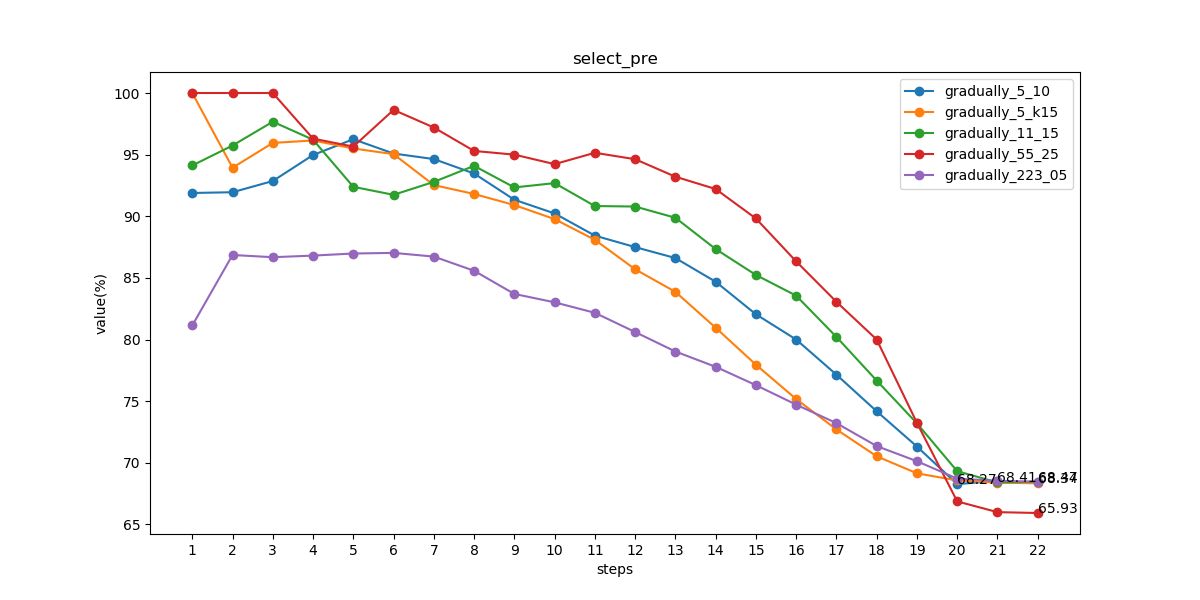 select_pre
gradually_5_10
gradually_5_k15
gradually_11_15
gradually_55_25
gradually_223_05
value(%)
100
95
90
85
80
75
70
65
68.27
68.41
65.93
1 2 3 4 5 6 7 8 9 10 11 12 13 14 15 16 17 18 19 20 21 22
steps